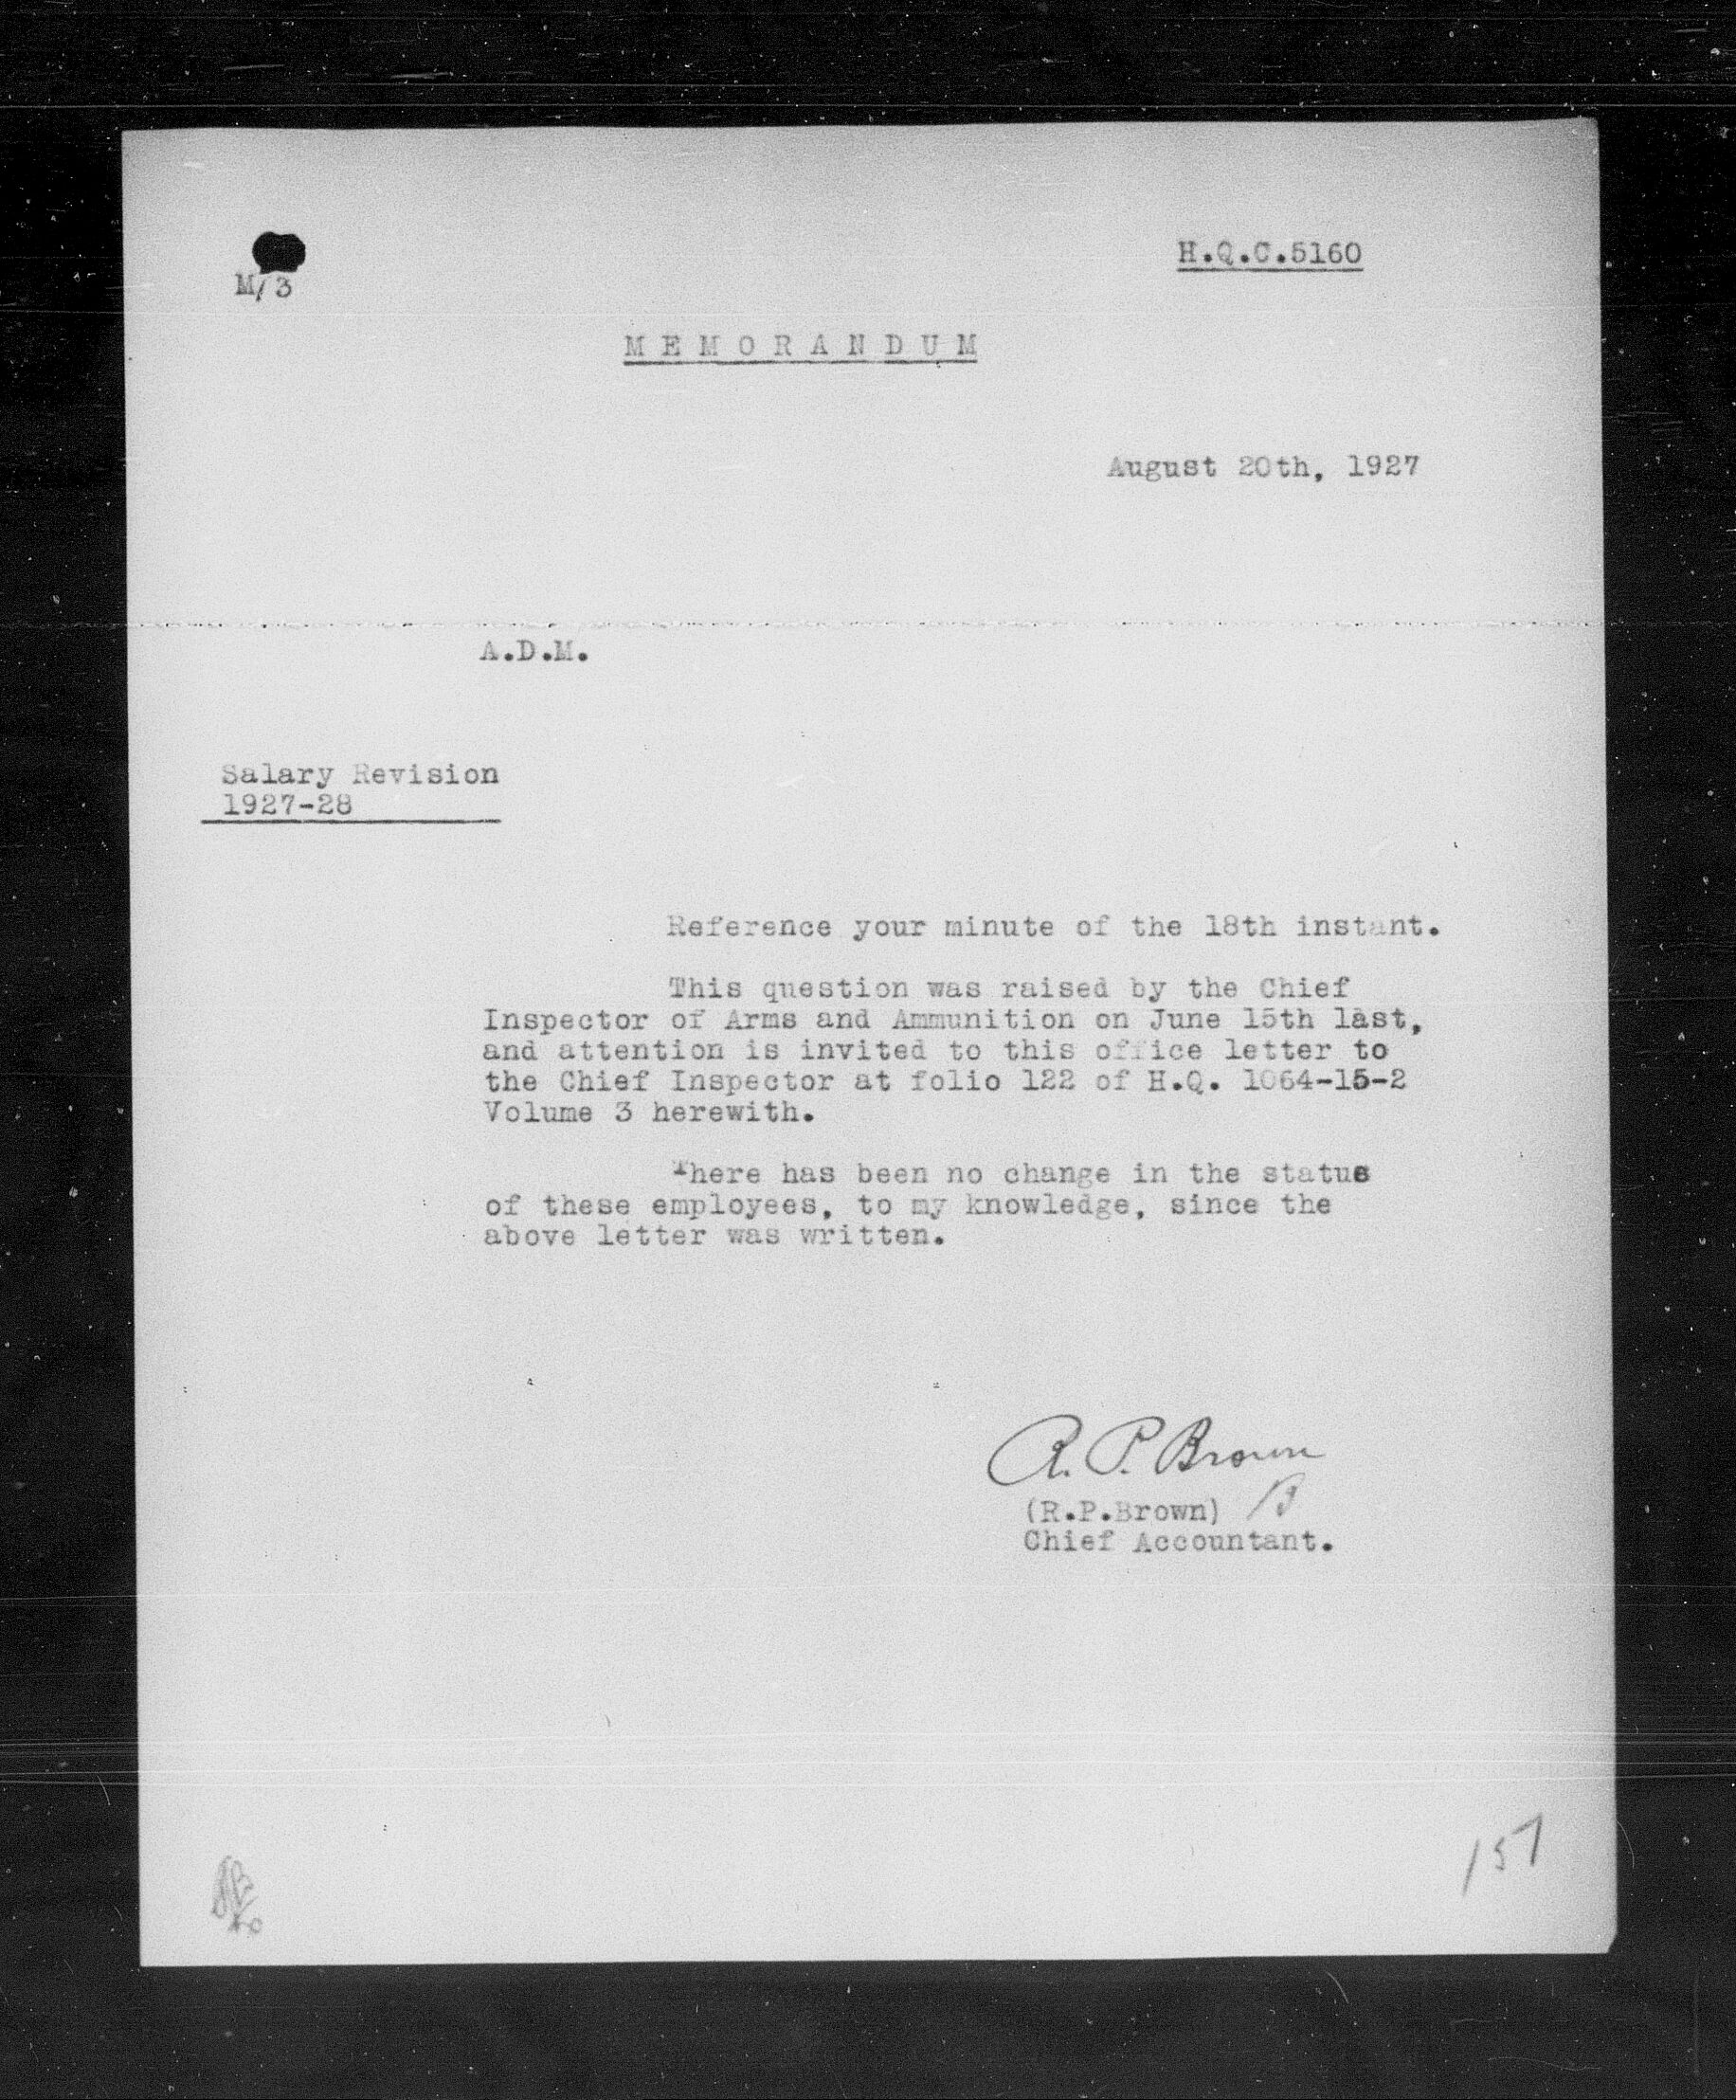 H.Q.C.5160
M/3
M E M O R A N D U M
August 20th, 1927
A.D.M.
Salary Revision
1927-28
Reference your minute of the 18th instant.
This question was raised by the Chief
Inspector of Arms and Ammunition on June 15th last,
and attention is invited to this office letter to
the Chief Inspector at folio 122 of H.Q. 1064-15-2
Volume 3 herewith.
There has been no change in the status
of these employees, to my knowledge, since the
above letter was written.
R. P. Brown
(R.P.Brown)
Chief Accountant.
157